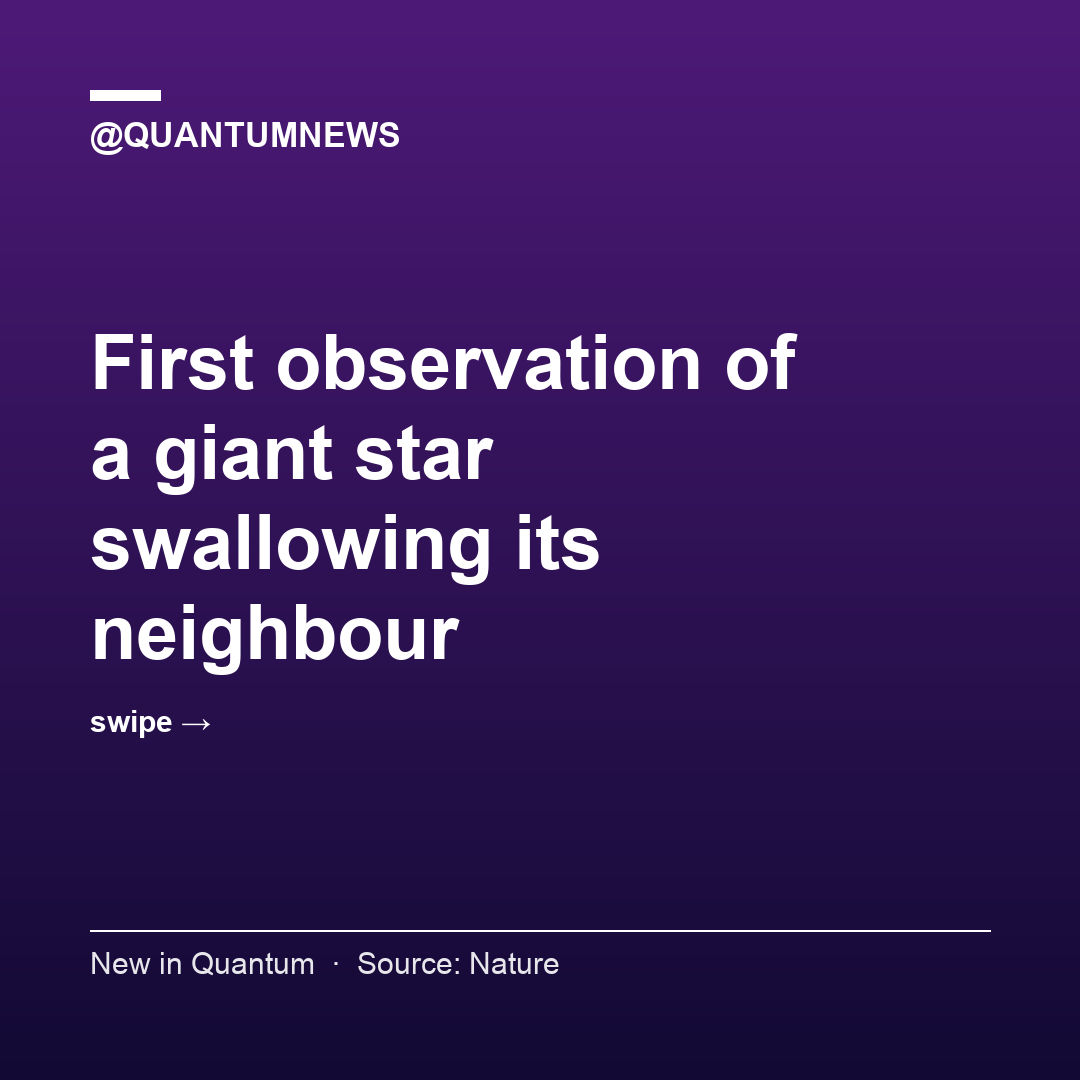 @QUANTUMNEWS
First observation of
a giant star
swallowing its
neighbour
swipe →
New in Quantum · Source: Nature